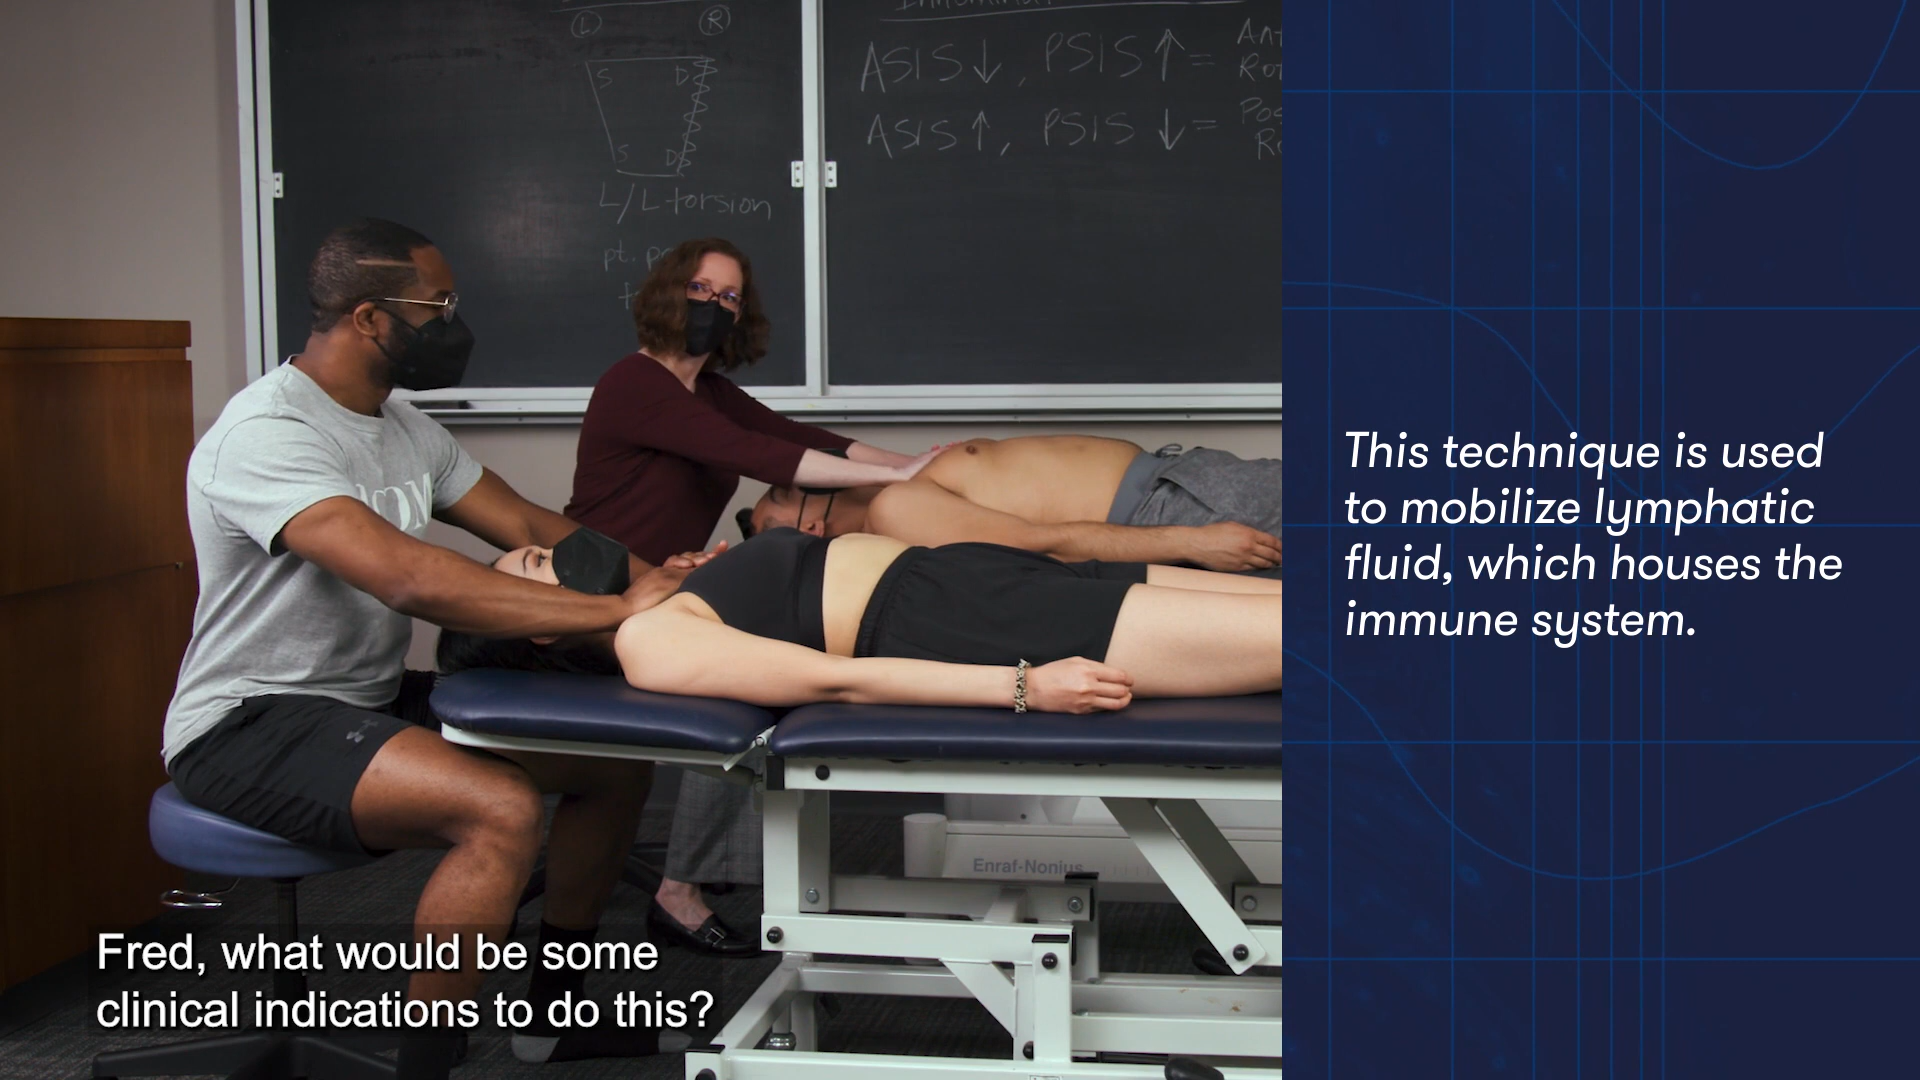 L R
ASIS↓, PSIS↑ =
S D
ASIS↑, PSIS↓ =
S D
L/L torsion
pt.
This technique is used
to mobilize lymphatic
fluid, which houses the
immune system.
Enraf-Nonius
Fred, what would be some
clinical indications to do this?